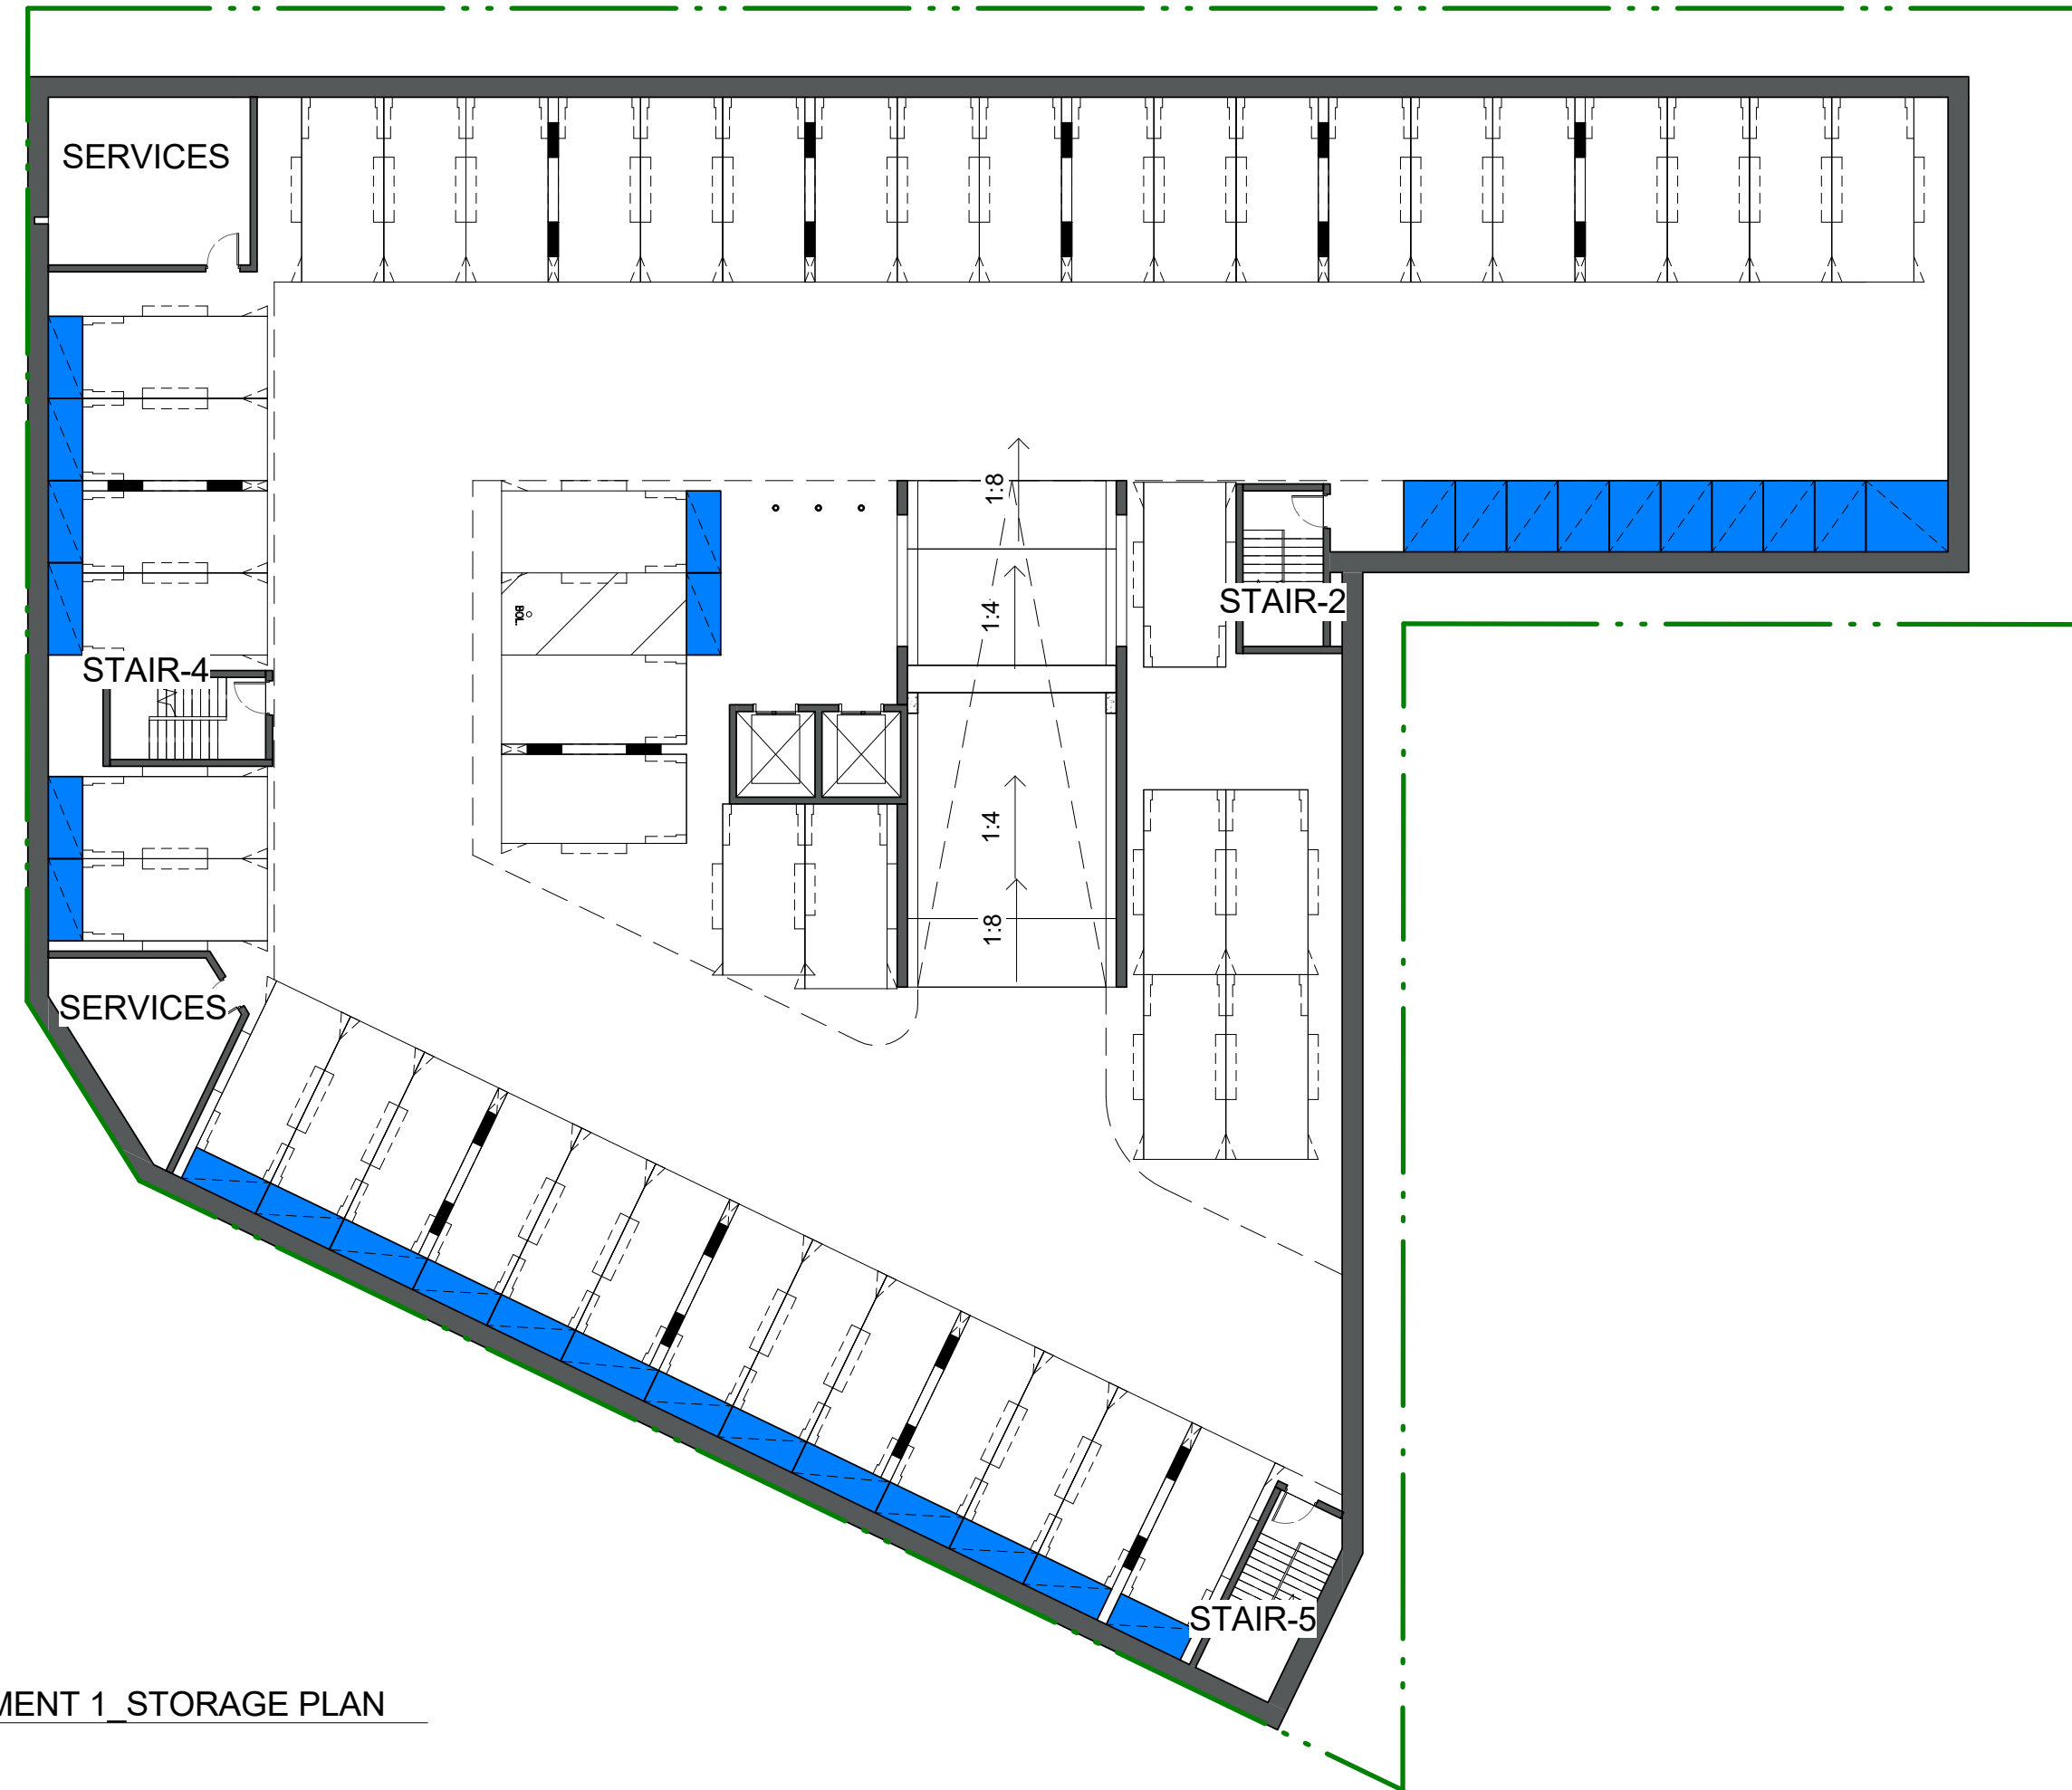 SERVICES
1:8
STAIR-2
1:4
BOL.
STAIR-4
1:4
1:8
SERVICES
STAIR-5
MENT 1_STORAGE PLAN